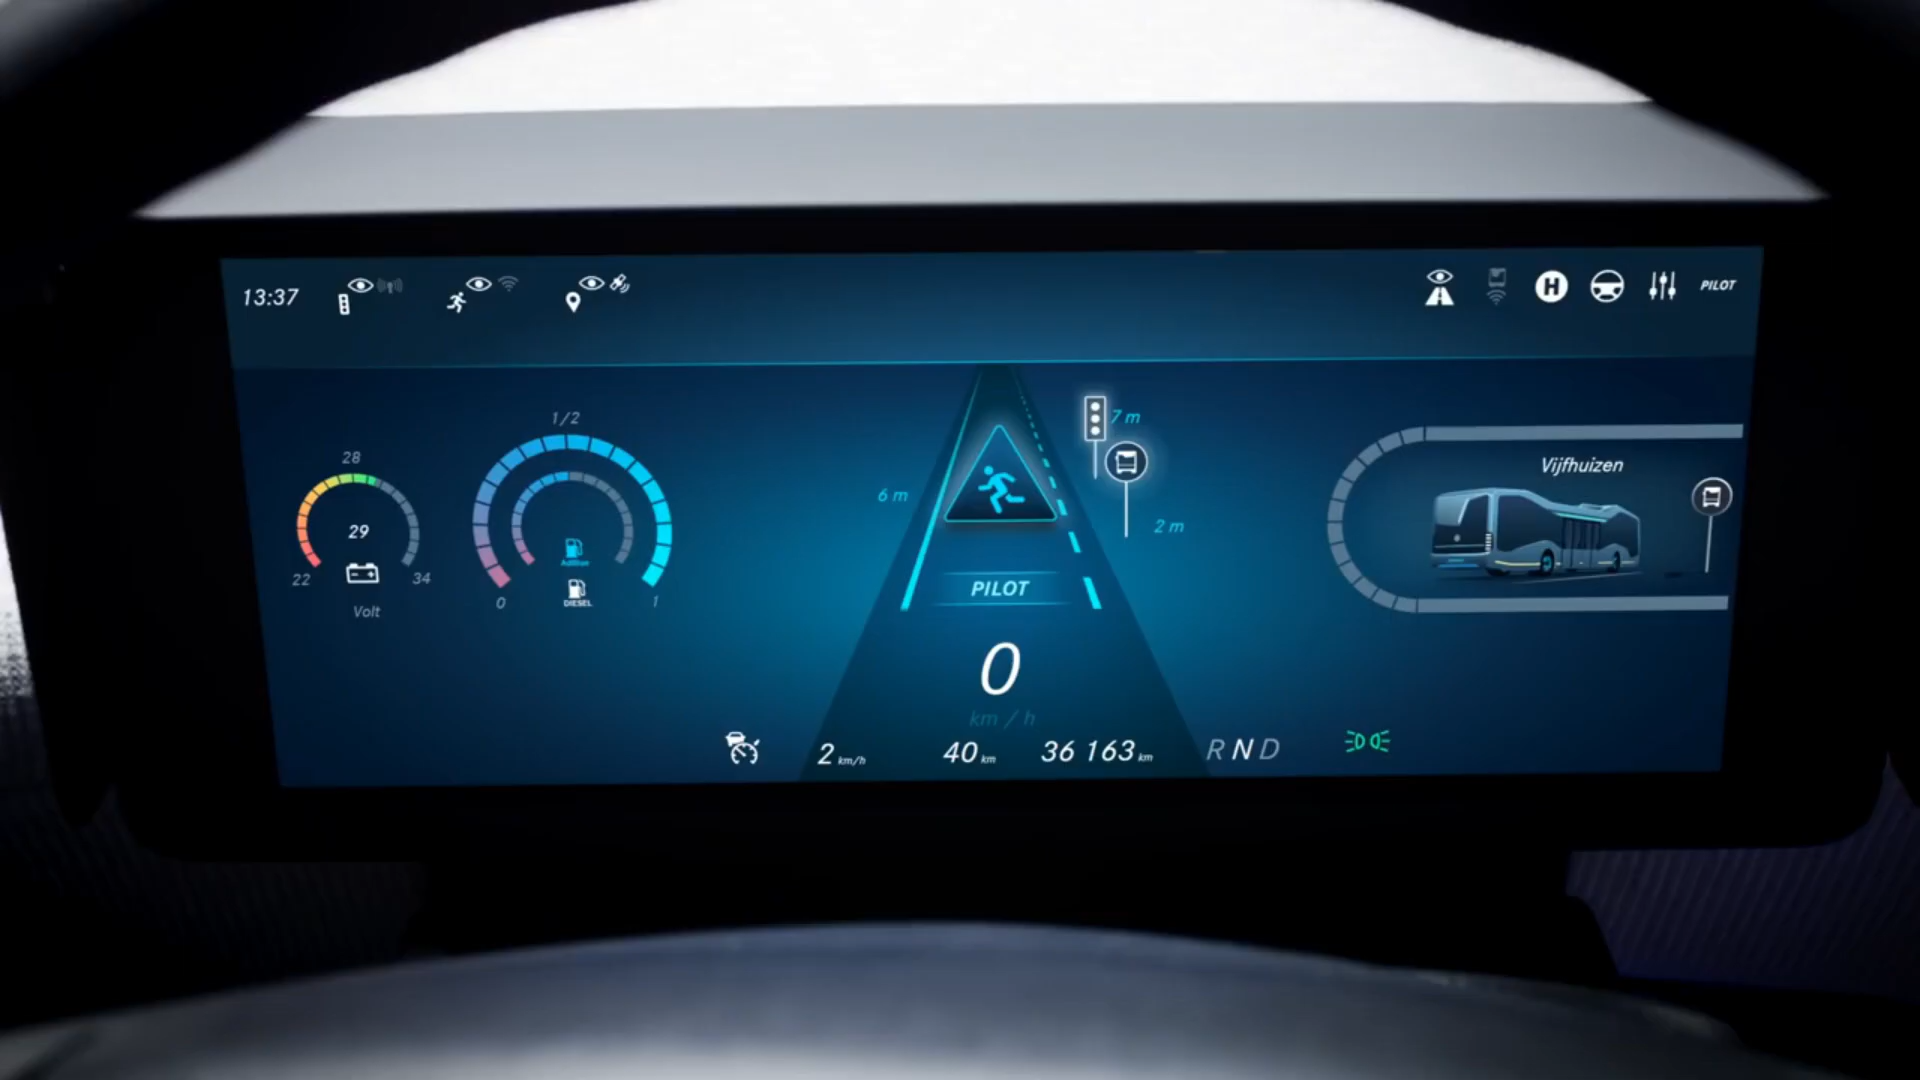 13:37
H
PILOT
1/2
28
29
22
34
Volt
Additive
DIESEL
0
1
7 m
6 m
2 m
PILOT
0
km / h
Vijfhuizen
2 km/h
40 km
36 163 km
R N D